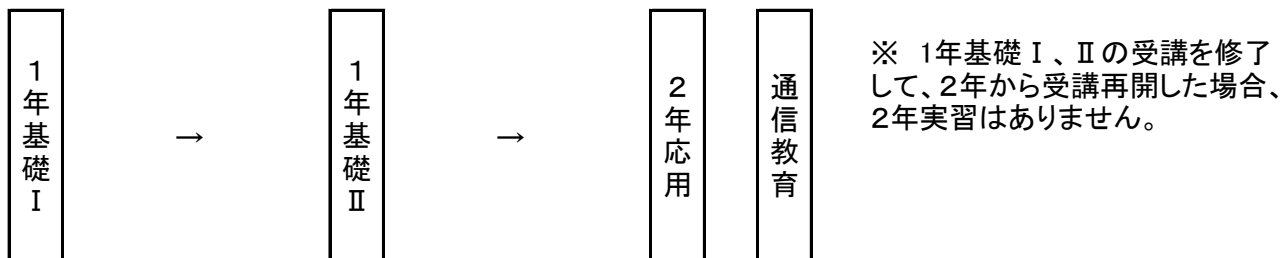 1年基礎Ⅰ
→
1年基礎Ⅱ
→
2年応用
通信教育
※ 1年基礎Ⅰ、Ⅱの受講を修了
して、2年から受講再開した場合、
2年実習はありません。